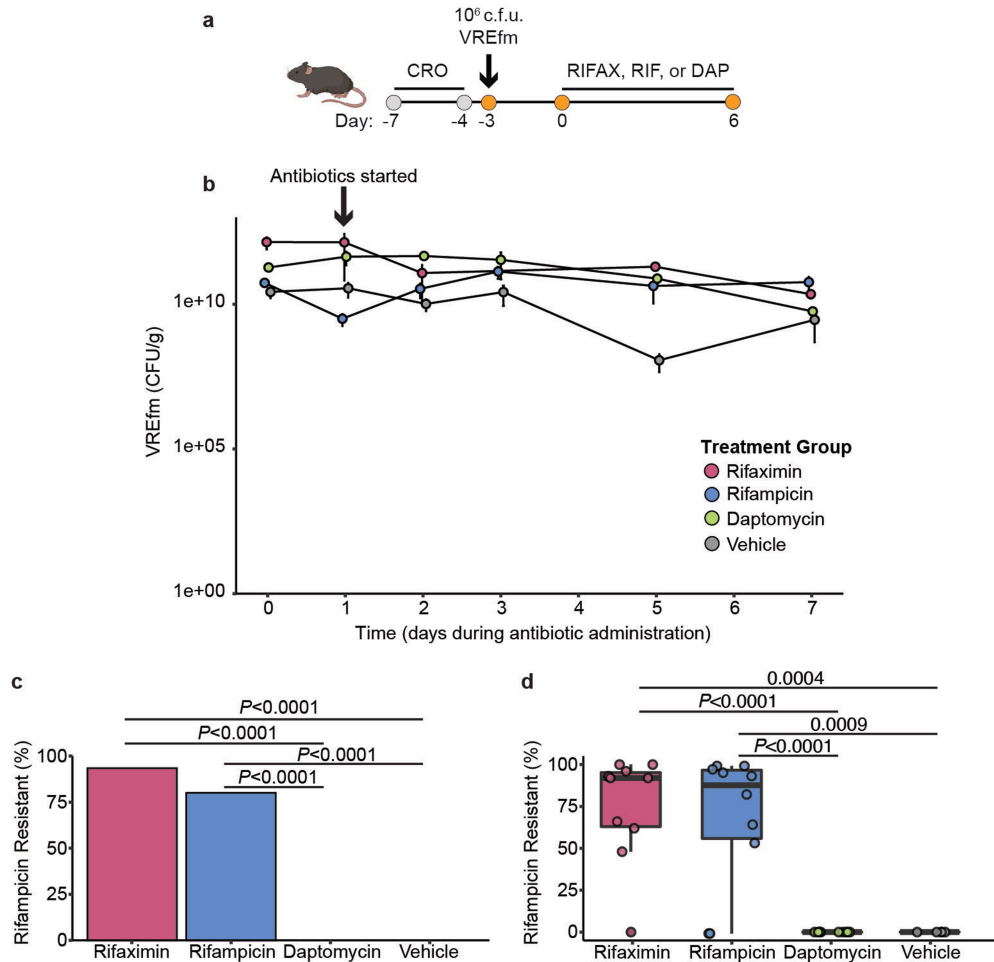 a
10⁶ c.f.u.
VREfm
CRO
RIFAX, RIF, or DAP
Day: -7 -4 -3 0 6
b
Antibiotics started
VREfm (CFU/g)
1e+10
1e+05
1e+00
Treatment Group
Rifaximin
Rifampicin
Daptomycin
Vehicle
0 1 2 3 4 5 6 7
Time (days during antibiotic administration)
c
P<0.0001
P<0.0001
P<0.0001
P<0.0001
Rifampicin Resistant (%)
100
75
50
25
0
Rifaximin Rifampicin Daptomycin Vehicle
d
0.0004
P<0.0001
0.0009
P<0.0001
Rifampicin Resistant (%)
100
75
50
25
0
Rifaximin Rifampicin Daptomycin Vehicle